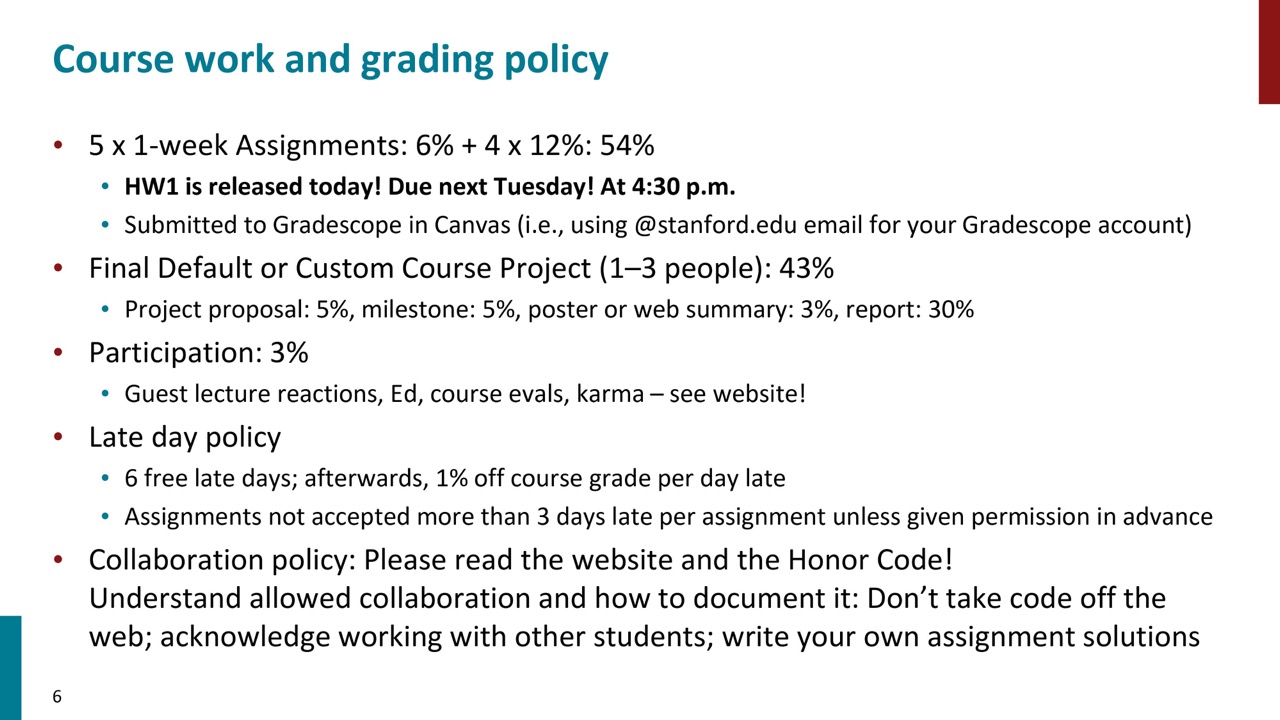 Course work and grading policy
• 5 x 1-week Assignments: 6% + 4 x 12%: 54%
• HW1 is released today! Due next Tuesday! At 4:30 p.m.
• Submitted to Gradescope in Canvas (i.e., using @stanford.edu email for your Gradescope account)
• Final Default or Custom Course Project (1–3 people): 43%
• Project proposal: 5%, milestone: 5%, poster or web summary: 3%, report: 30%
• Participation: 3%
• Guest lecture reactions, Ed, course evals, karma – see website!
• Late day policy
• 6 free late days; afterwards, 1% off course grade per day late
• Assignments not accepted more than 3 days late per assignment unless given permission in advance
• Collaboration policy: Please read the website and the Honor Code!
Understand allowed collaboration and how to document it: Don’t take code off the
web; acknowledge working with other students; write your own assignment solutions
6